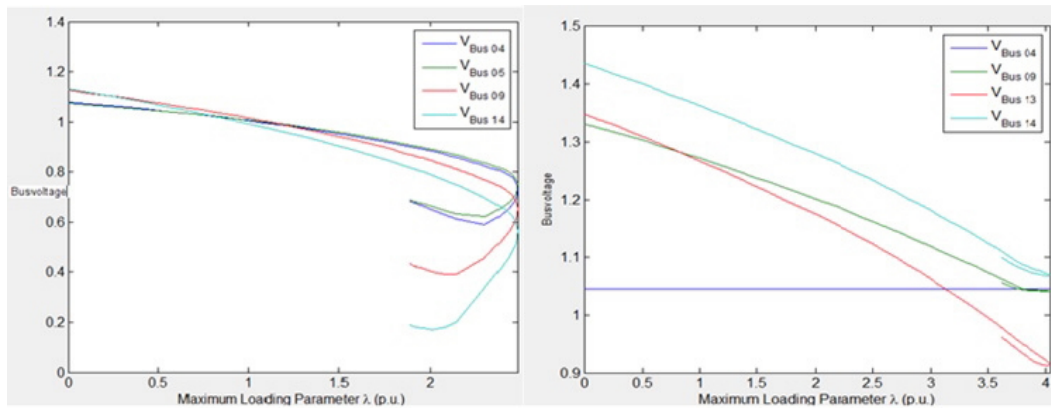 1.4
1.2
1
0.8
Busvoltage
0.6
0.4
0.2
0
0 0.5 1 1.5 2
Maximum Loading Parameter λ (p.u.)
V Bus 04
V Bus 05
V Bus 09
V Bus 14
1.5
1.4
1.3
1.2
Busvoltage
1.1
1
0.9
0 0.5 1 1.5 2 2.5 3 3.5 4
Maximum Loading Parameter λ (p.u.)
V Bus 04
V Bus 09
V Bus 13
V Bus 14